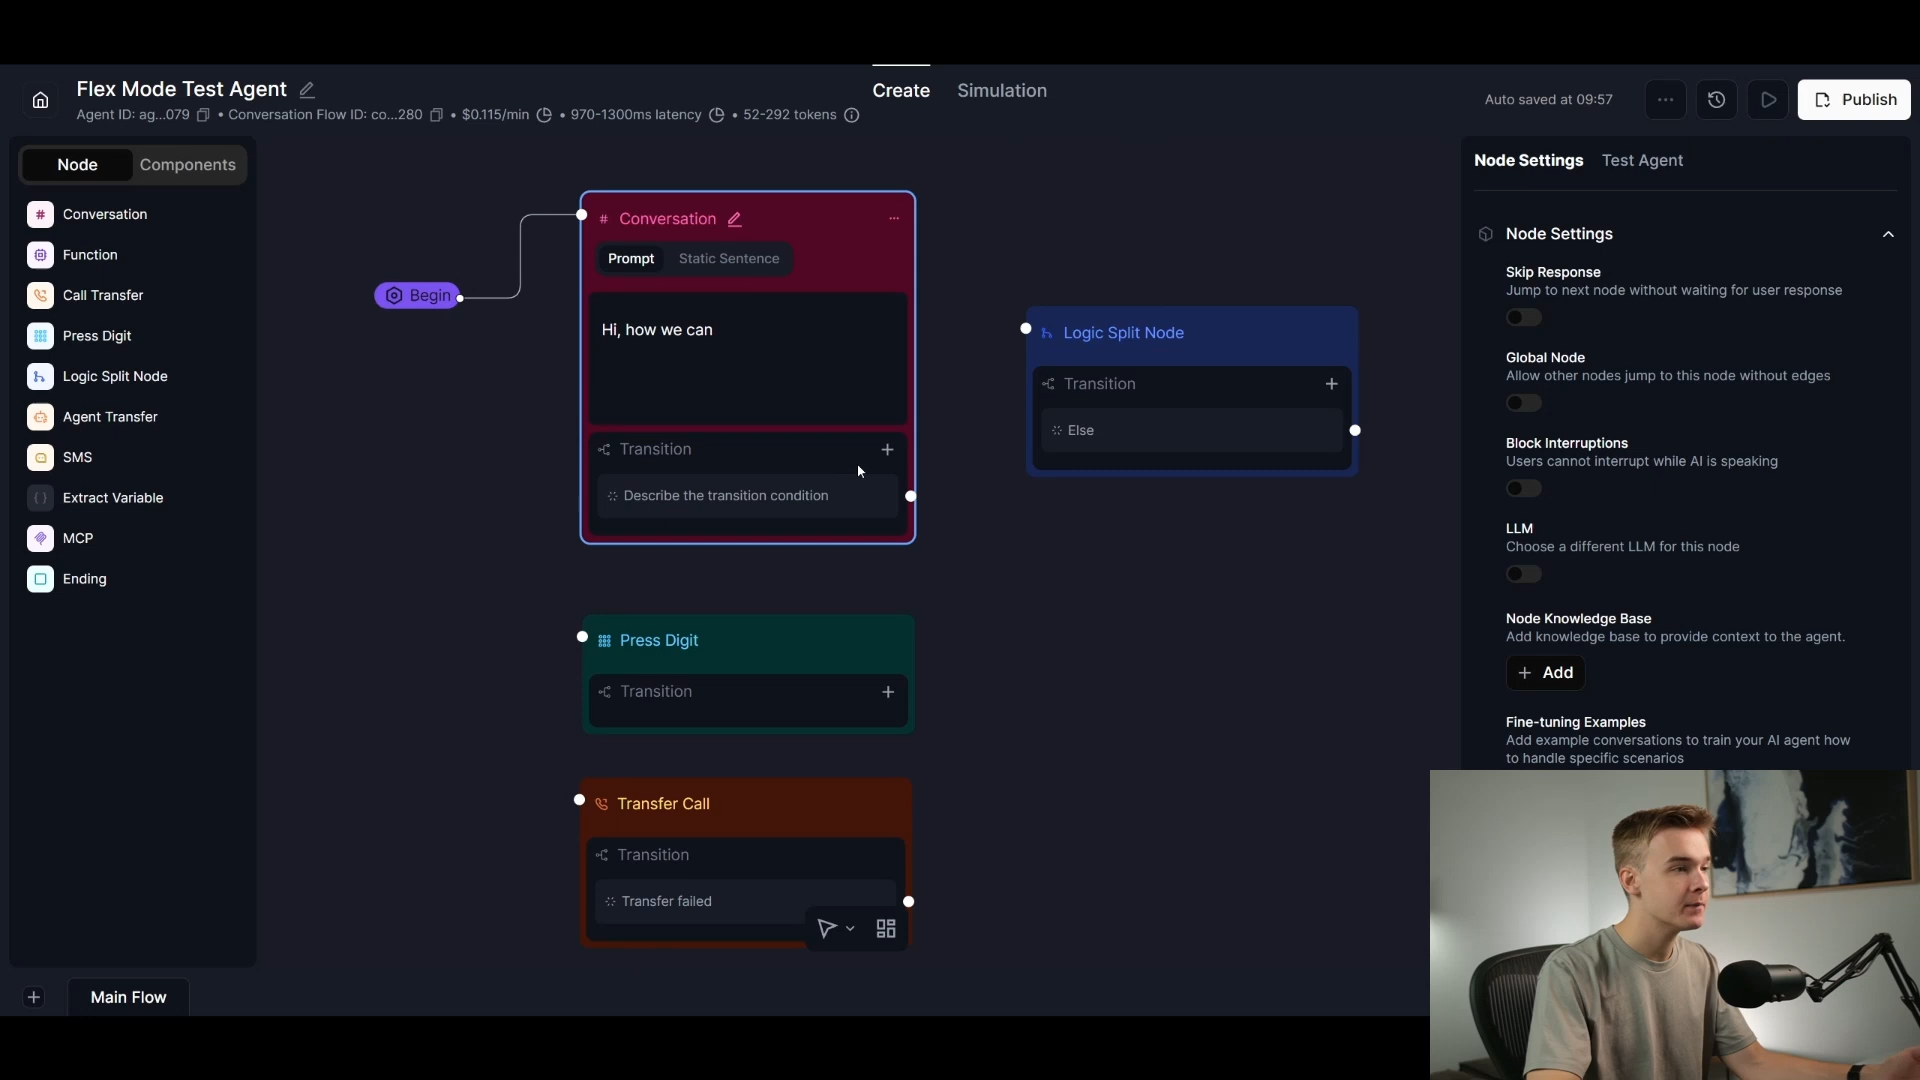 Flex Mode Test Agent
Create
Simulation
Auto saved at 09:57
Publish
Agent ID: ag...079 • Conversation Flow ID: co...280 • $0.115/min • 970-1300ms latency • 52-292 tokens
Node
Components
Conversation
Function
Call Transfer
Press Digit
Logic Split Node
Agent Transfer
SMS
Extract Variable
MCP
Ending
Main Flow
Begin
# Conversation
Prompt
Static Sentence
Hi, how we can
Transition
Describe the transition condition
Press Digit
Transition
Transfer Call
Transition
Transfer failed
Logic Split Node
Transition
Else
Node Settings
Test Agent
Node Settings
Skip Response
Jump to next node without waiting for user response
Global Node
Allow other nodes jump to this node without edges
Block Interruptions
Users cannot interrupt while AI is speaking
LLM
Choose a different LLM for this node
Node Knowledge Base
Add knowledge base to provide context to the agent.
+ Add
Fine-tuning Examples
Add example conversations to train your AI agent how
to handle specific scenarios